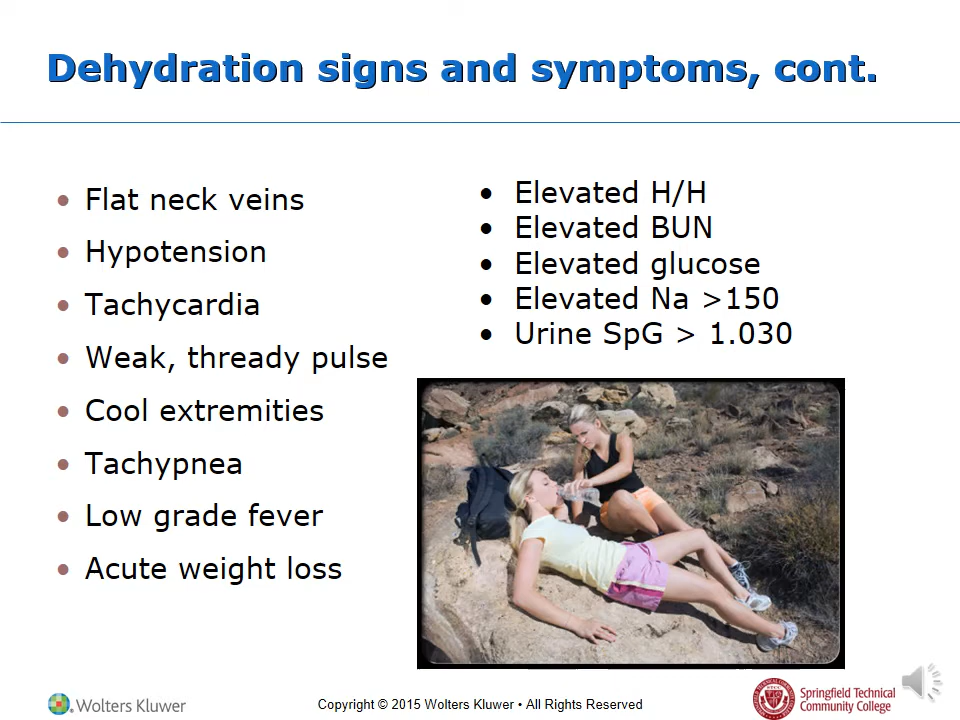 Dehydration signs and symptoms, cont.
• Flat neck veins
• Hypotension
• Tachycardia
• Weak, thready pulse
• Cool extremities
• Tachypnea
• Low grade fever
• Acute weight loss
• Elevated H/H
• Elevated BUN
• Elevated glucose
• Elevated Na >150
• Urine SpG > 1.030
Wolters Kluwer
Copyright © 2015 Wolters Kluwer • All Rights Reserved
Springfield Technical
Community College